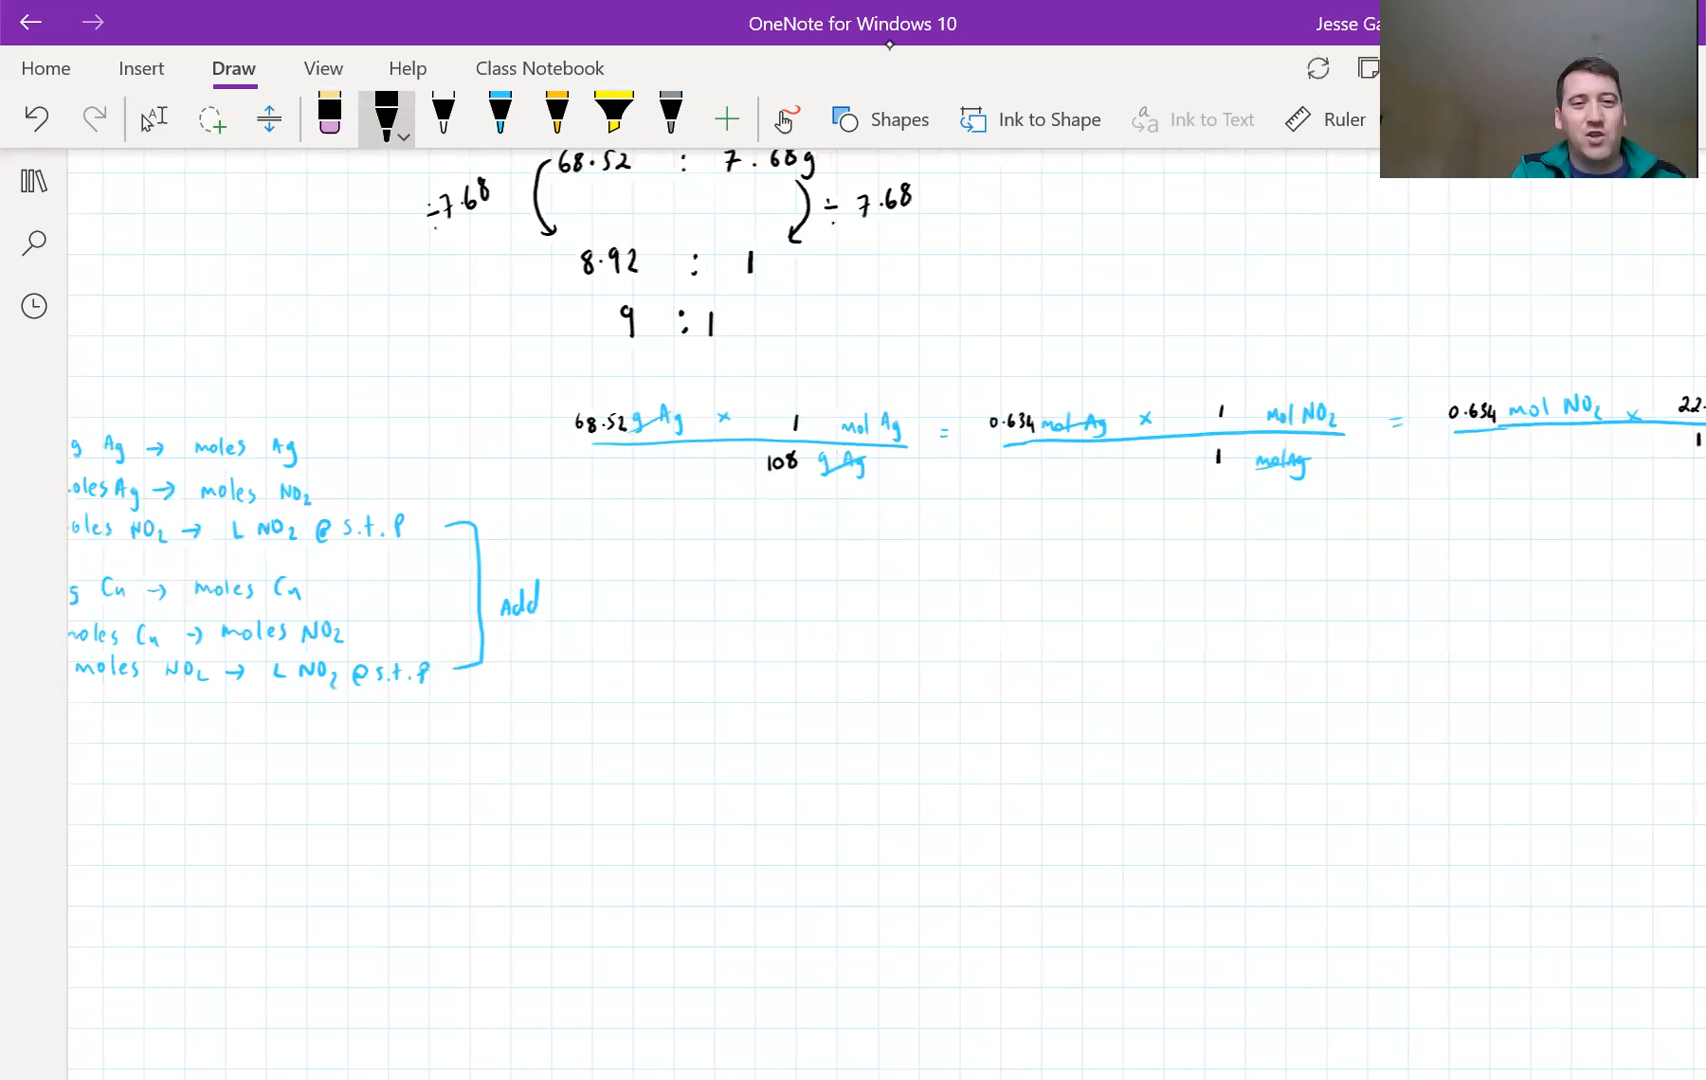 OneNote for Windows 10
Jesse Ga
Home Insert Draw View Help Class Notebook
Shapes Ink to Shape Ink to Text Ruler
68.52 : 7.68g
÷7.68 ÷ 7.68
8.92 : 1
9 : 1
68.52 g Ag × 1 mol Ag = 0.634 mol Ag × 1 mol NO2 = 0.634 mol NO2 × 22.
108 g Ag 1 mol Ag 1
g Ag → moles Ag
oles Ag → moles NO2
oles NO2 → L NO2 @ s.t.p
g Cu → moles Cu
Add
moles Cu → moles NO2
moles NO2 → L NO2 @ s.t.p